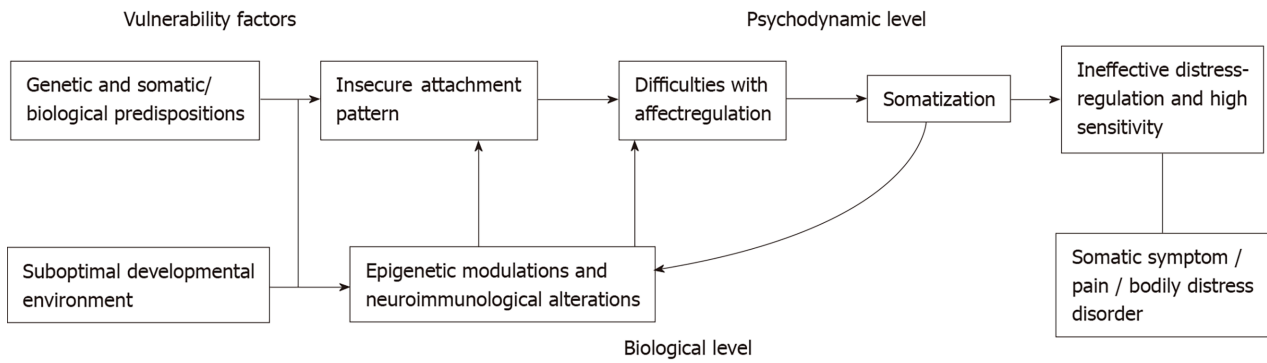 Vulnerability factors
Psychodynamic level
Genetic and somatic/
biological predispositions
Insecure attachment
pattern
Difficulties with
affectregulation
Somatization
Ineffective distress-
regulation and high
sensitivity
Suboptimal developmental
environment
Epigenetic modulations and
neuroimmunological alterations
Somatic symptom /
pain / bodily distress
disorder
Biological level